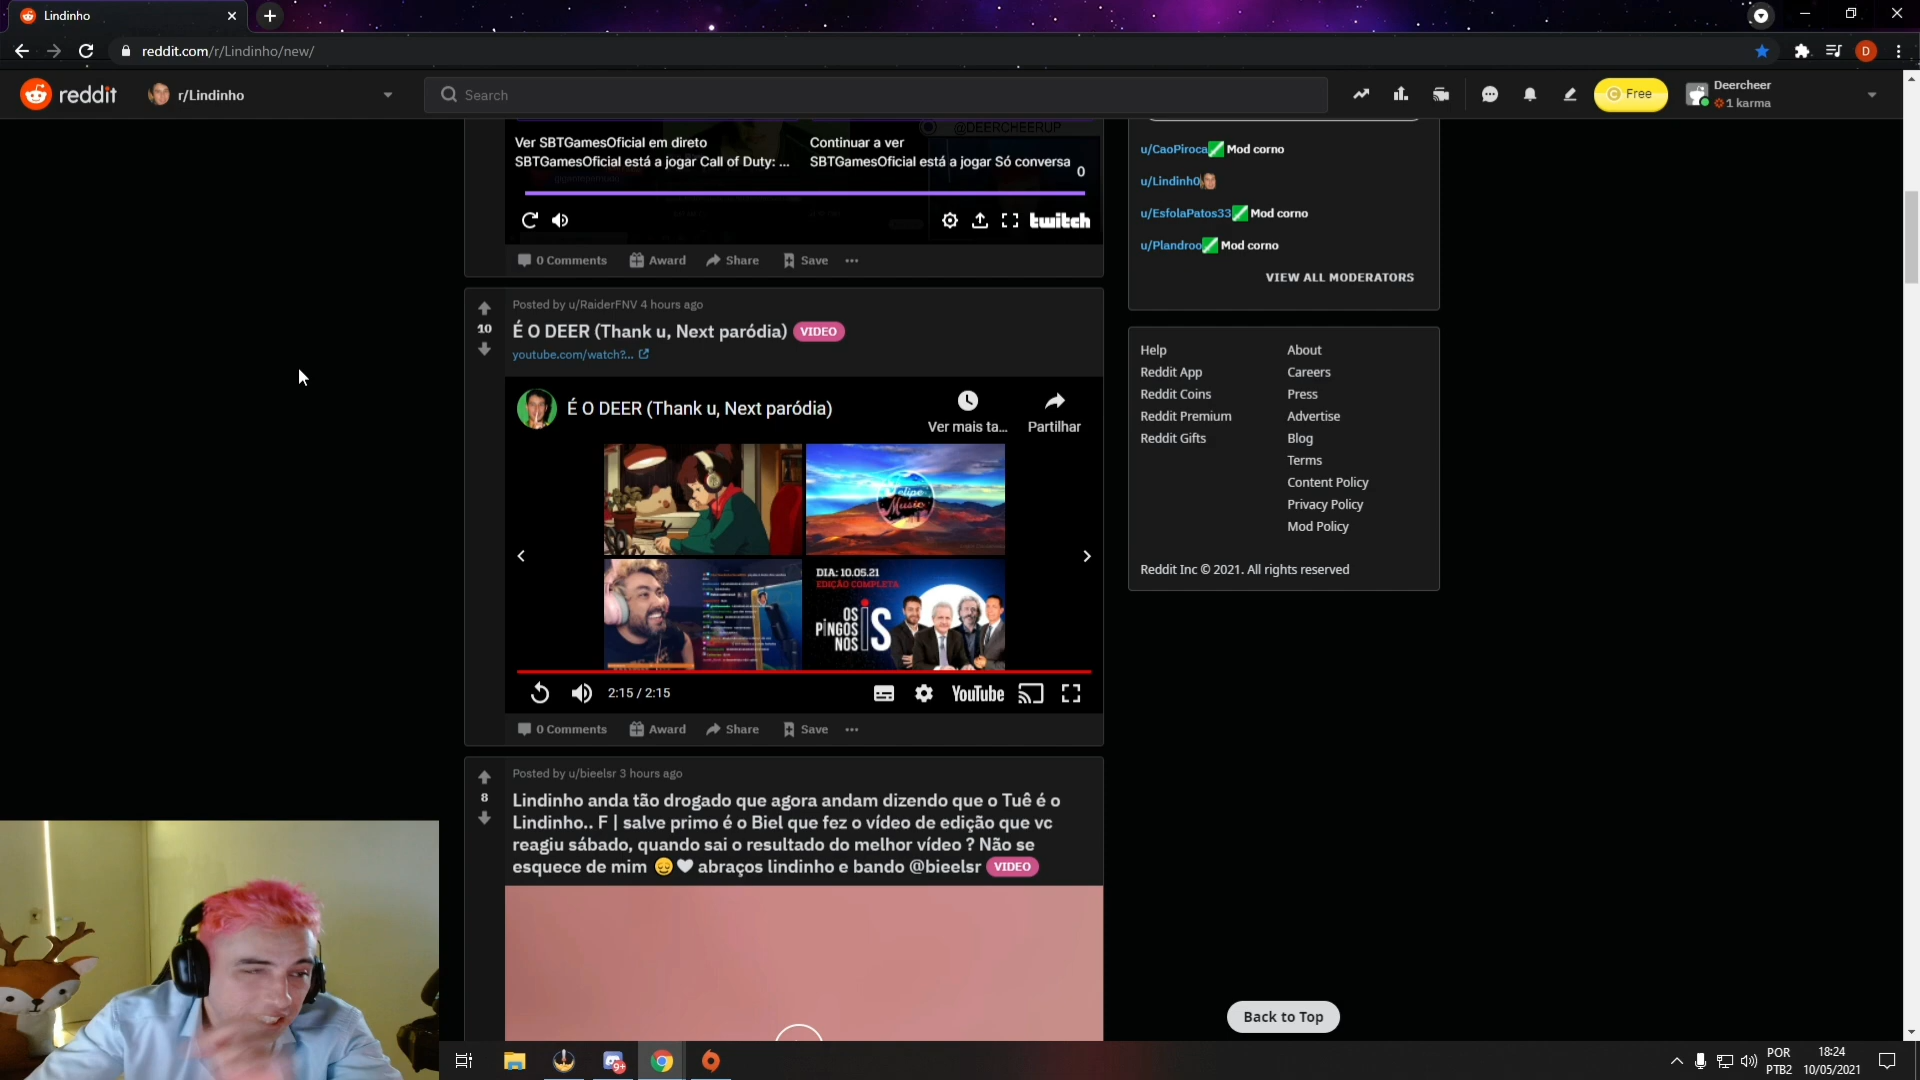 Lindinho
reddit.com/r/Lindinho/new/
D
reddit
r/Lindinho
Search
Free
Deercheer
1 karma
@DEERCHEERUP
Ver SBTGamesOficial em direto
SBTGamesOficial está a jogar Call of Duty: ...
Continuar a ver
SBTGamesOficial está a jogar Só conversa
0
twitch
0 Comments
Award
Share
Save
Posted by u/RaiderFNV 4 hours ago
10
É O DEER (Thank u, Next paródia) VIDEO
youtube.com/watch?...
É O DEER (Thank u, Next paródia)
Ver mais ta...
Partilhar
Felipe
Music
DIA: 10.05.21
EDIÇÃO COMPLETA
OS
PINGOS
NOS
IS
2:15 / 2:15
YouTube
0 Comments
Award
Share
Save
Posted by u/bieelsr 3 hours ago
8
Lindinho anda tão drogado que agora andam dizendo que o Tuê é o
Lindinho.. F | salve primo é o Biel que fez o vídeo de edição que vc
reagiu sábado, quando sai o resultado do melhor vídeo ? Não se
esquece de mim 😔🤍 abraços lindinho e bando @bieelsr VIDEO
u/CaoPiroca Mod corno
u/Lindinh0
u/EsfolaPatos33 Mod corno
u/Plandroo Mod corno
VIEW ALL MODERATORS
Help
Reddit App
Reddit Coins
Reddit Premium
Reddit Gifts
About
Careers
Press
Advertise
Blog
Terms
Content Policy
Privacy Policy
Mod Policy
Reddit Inc © 2021. All rights reserved
Back to Top
9+
POR
PTB2
18:24
10/05/2021